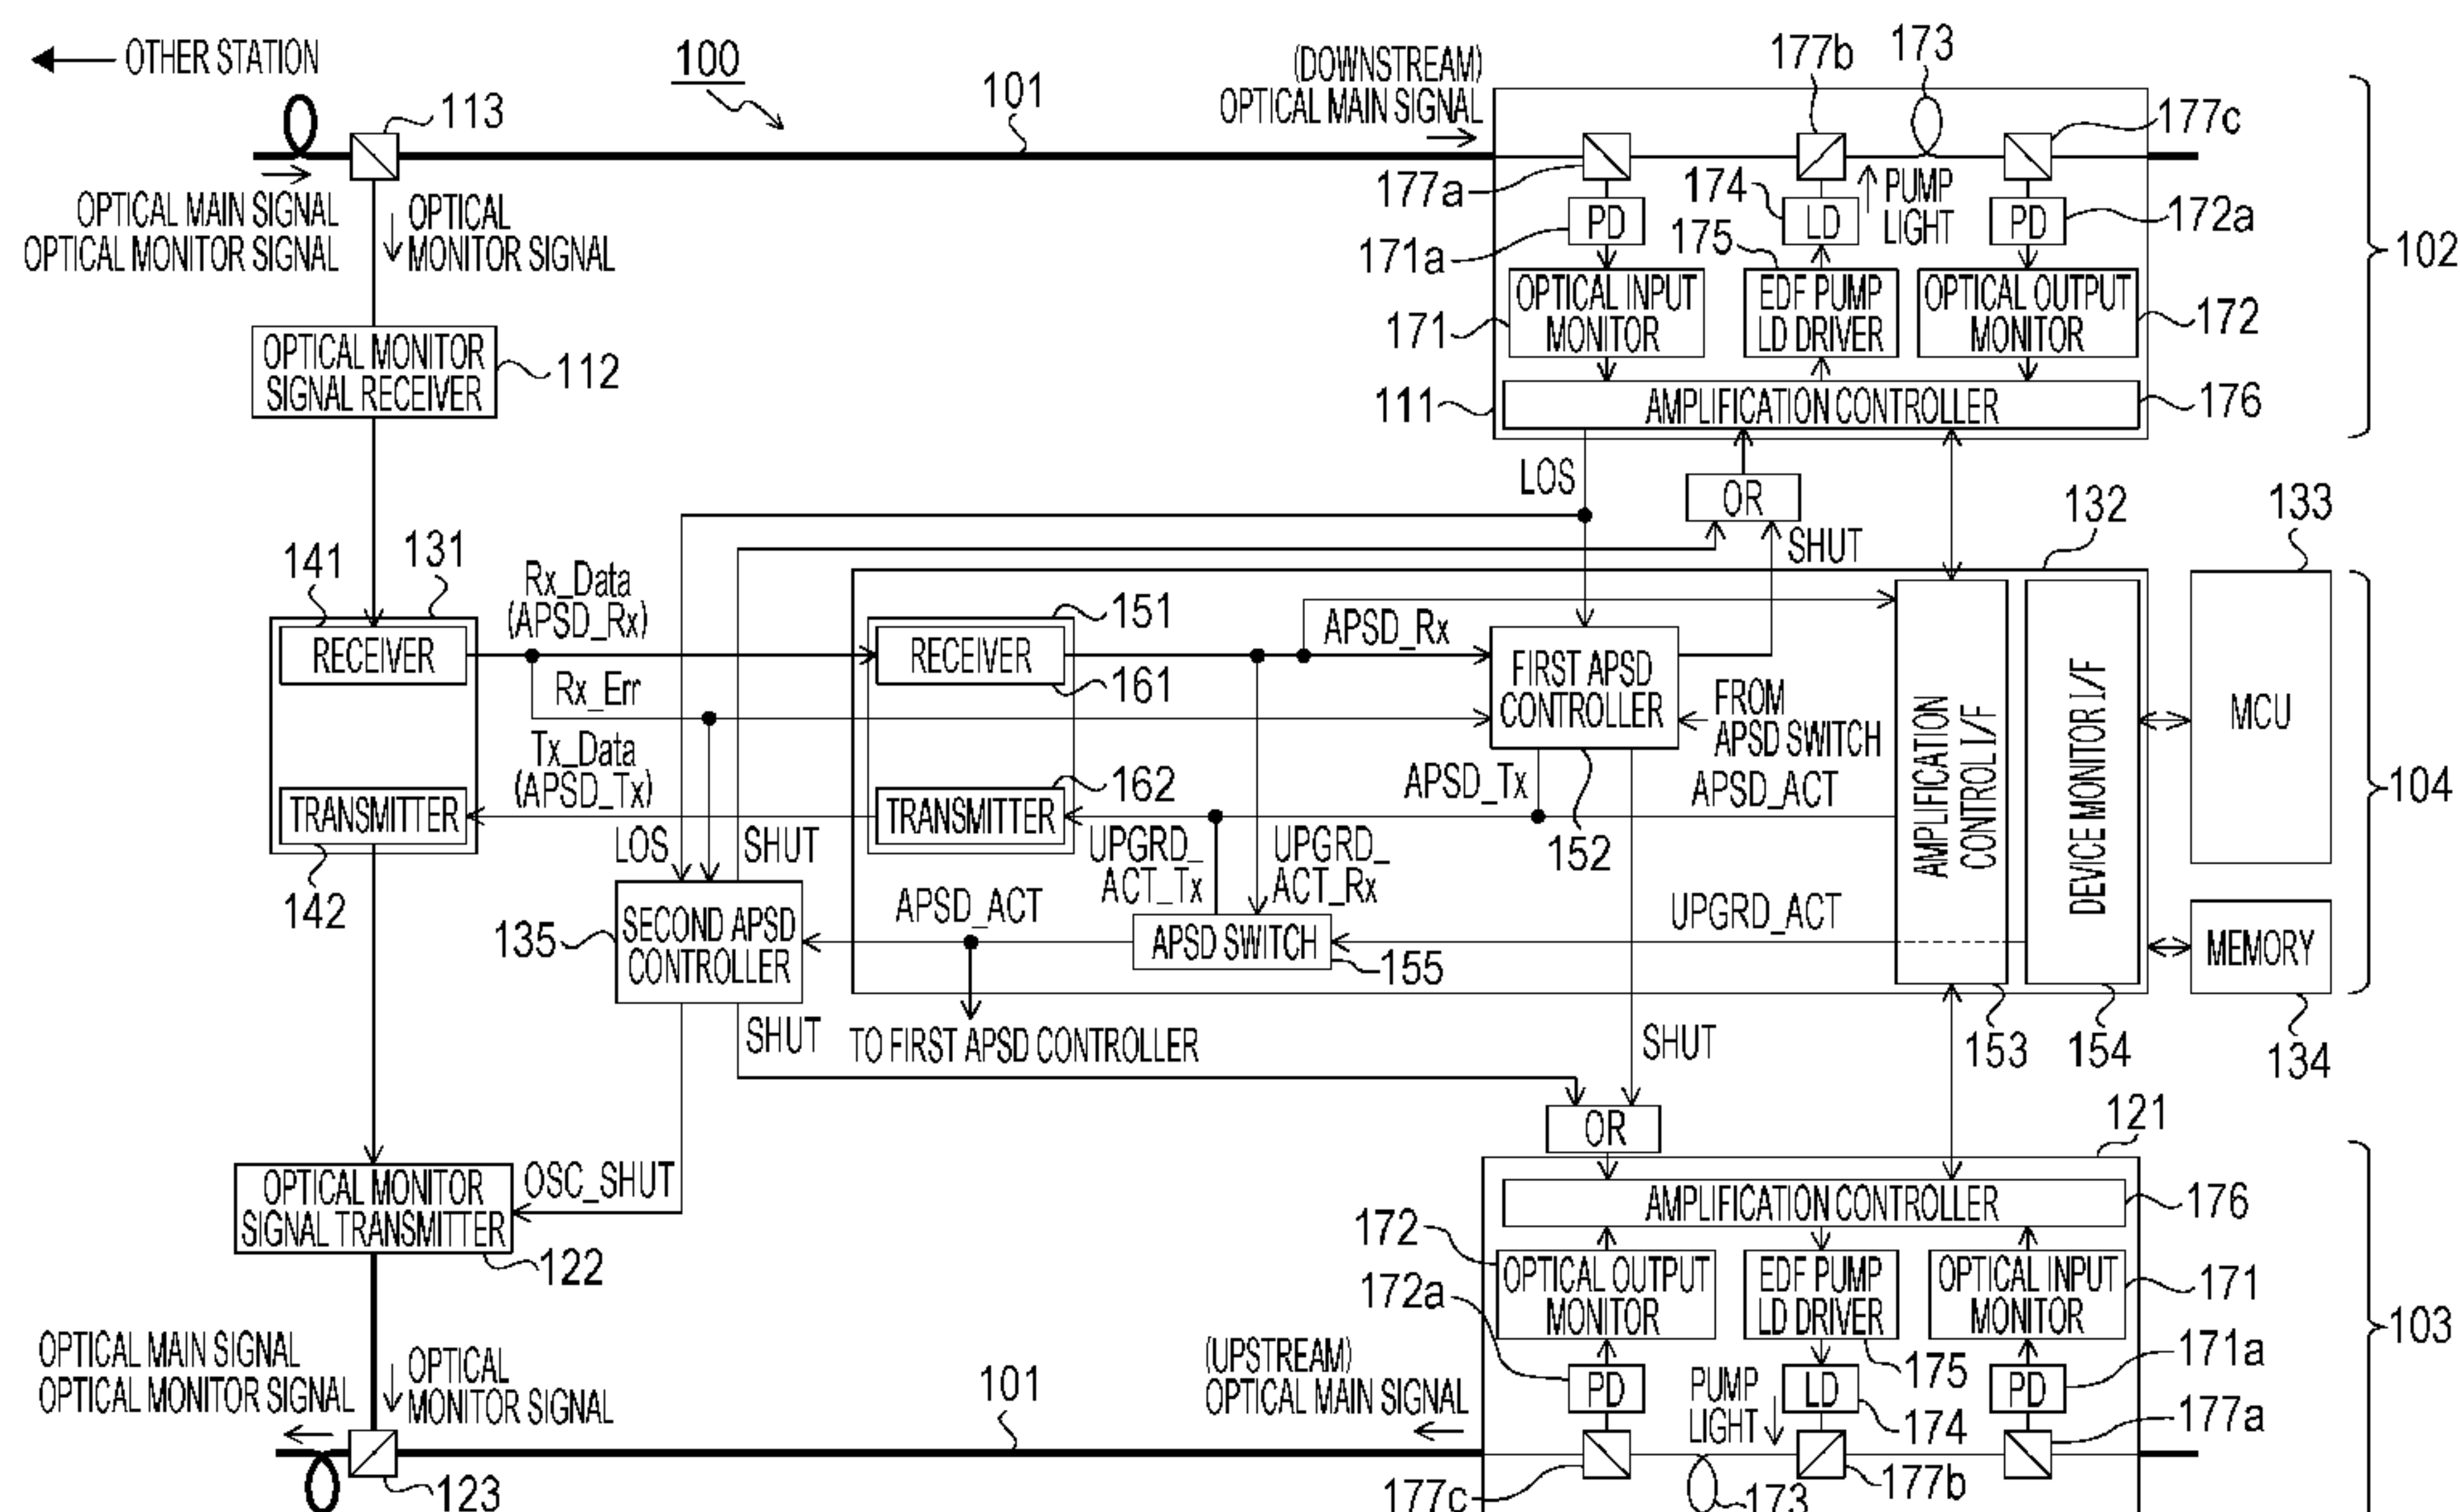 OTHER STATION
100
101
(DOWNSTREAM)
OPTICAL MAIN SIGNAL
177b
173
177c
113
102
OPTICAL MAIN SIGNAL
OPTICAL MONITOR SIGNAL
OPTICAL
MONITOR SIGNAL
177a
174
PUMP
LIGHT
PD
LD
PD
172a
171a
175
OPTICAL INPUT
MONITOR
EDF PUMP
LD DRIVER
OPTICAL OUTPUT
MONITOR
171
172
OPTICAL MONITOR
SIGNAL RECEIVER
112
111
AMPLIFICATION CONTROLLER
176
LOS
OR
SHUT
132
133
141
131
Rx_Data
(APSD_Rx)
151
APSD_Rx
RECEIVER
RECEIVER
161
FIRST APSD
CONTROLLER
Rx_Err
FROM
APSD SWITCH
AMPLIFICATION
CONTROL I/F
DEVICE MONITOR I/F
MCU
104
Tx_Data
(APSD_Tx)
162
APSD_Tx
APSD_ACT
TRANSMITTER
TRANSMITTER
152
LOS
SHUT
UPGRD_
ACT_Tx
UPGRD_
ACT_Rx
142
135
SECOND APSD
CONTROLLER
APSD_ACT
APSD SWITCH
155
UPGRD_ACT
MEMORY
SHUT
TO FIRST APSD CONTROLLER
SHUT
153
154
134
OR
121
OPTICAL MONITOR
SIGNAL TRANSMITTER
OSC_SHUT
122
AMPLIFICATION CONTROLLER
176
172
OPTICAL OUTPUT
MONITOR
EDF PUMP
LD DRIVER
OPTICAL INPUT
MONITOR
171
172a
103
OPTICAL MAIN SIGNAL
OPTICAL MONITOR SIGNAL
OPTICAL
MONITOR SIGNAL
101
(UPSTREAM)
OPTICAL MAIN SIGNAL
PD
PUMP
LIGHT
LD
175
PD
171a
174
177a
123
177c
173
177b